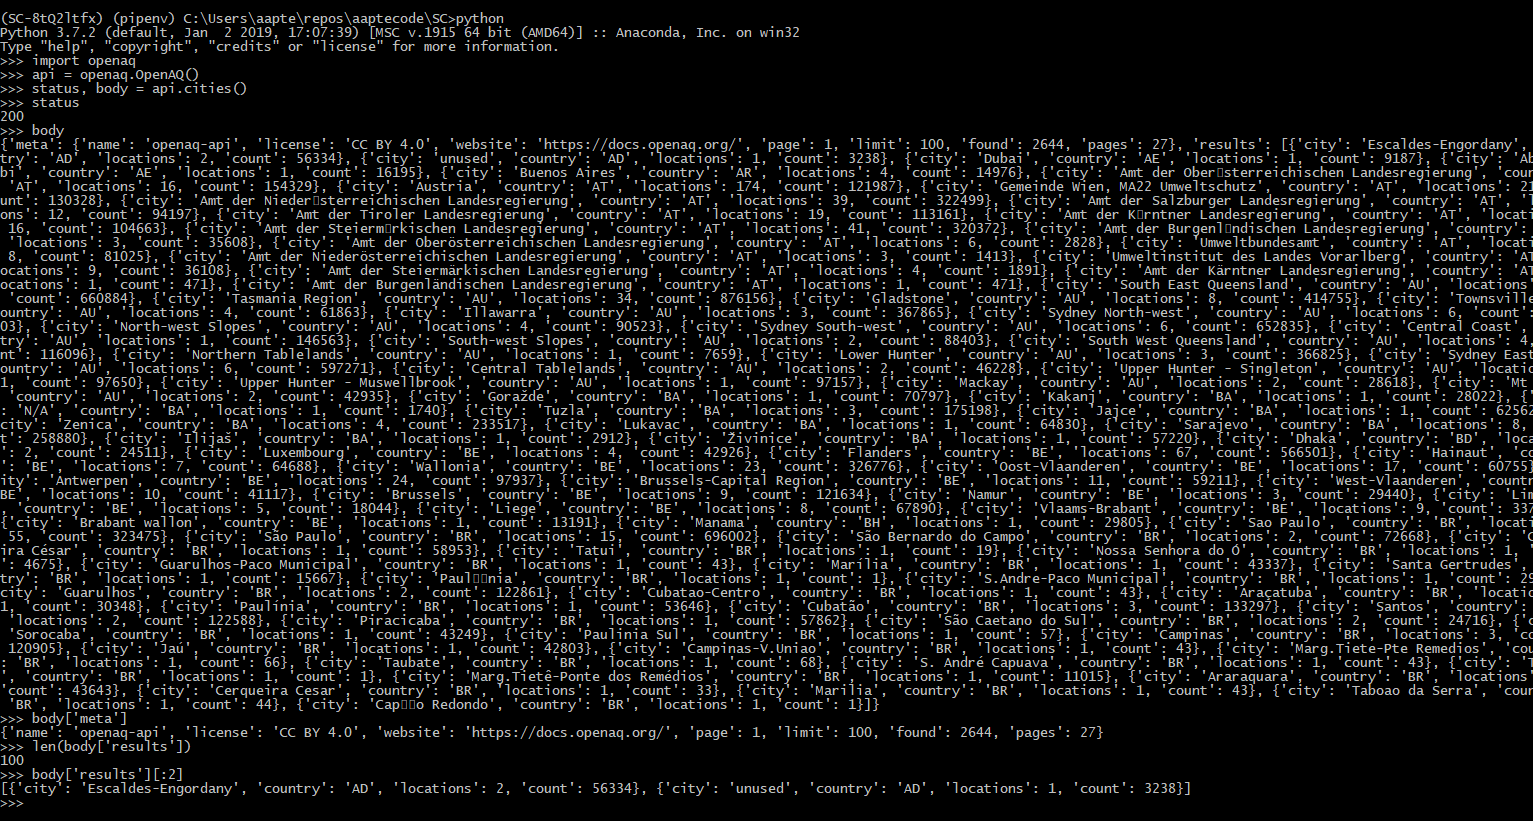 (SC-8tQ2ltfx) (pipenv) C:\Users\aapte\repos\aaptecode\SC>python
Python 3.7.2 (default, Jan  2 2019, 17:07:39) [MSC v.1915 64 bit (AMD64)] :: Anaconda, Inc. on win32
Type "help", "copyright", "credits" or "license" for more information.
>>> import openaq
>>> api = openaq.OpenAQ()
>>> status, body = api.cities()
>>> status
200
>>> body
{'meta': {'name': 'openaq-api', 'license': 'CC BY 4.0', 'website': 'https://docs.openaq.org/', 'page': 1, 'limit': 100, 'found': 2644, 'pages': 27}, 'results': [{'city': 'Escaldes-Engordany',
try': 'AD', 'locations': 2, 'count': 56334}, {'city': 'unused', 'country': 'AD', 'locations': 1, 'count': 3238}, {'city': 'Dubai', 'country': 'AE', 'locations': 1, 'count': 9187}, {'city': 'Ab
bi', 'country': 'AE', 'locations': 1, 'count': 16195}, {'city': 'Buenos Aires', 'country': 'AR', 'locations': 4, 'count': 14976}, {'city': 'Amt der Ober▯sterreichischen Landesregierung', 'country':
'AT', 'locations': 16, 'count': 154329}, {'city': 'Austria', 'country': 'AT', 'locations': 174, 'count': 121987}, {'city': 'Gemeinde Wien, MA22 Umweltschutz', 'country': 'AT', 'locations': 21
unt': 130328}, {'city': 'Amt der Nieder▯sterreichischen Landesregierung', 'country': 'AT', 'locations': 39, 'count': 322499}, {'city': 'Amt der Salzburger Landesregierung', 'country': 'AT', 'l
ons': 12, 'count': 94197}, {'city': 'Amt der Tiroler Landesregierung', 'country': 'AT', 'locations': 19, 'count': 113161}, {'city': 'Amt der K▯rntner Landesregierung', 'country': 'AT', 'locati
16, 'count': 104663}, {'city': 'Amt der Steierm▯rkischen Landesregierung', 'country': 'AT', 'locations': 41, 'count': 320372}, {'city': 'Amt der Burgenl▯ndischen Landesregierung', 'country':
'locations': 3, 'count': 35608}, {'city': 'Amt der Oberösterreichischen Landesregierung', 'country': 'AT', 'locations': 6, 'count': 2828}, {'city': 'Umweltbundesamt', 'country': 'AT', 'locati
8, 'count': 81025}, {'city': 'Amt der Niederösterreichischen Landesregierung', 'country': 'AT', 'locations': 3, 'count': 1413}, {'city': 'Umweltinstitut des Landes Vorarlberg', 'country': 'AT
ocations': 9, 'count': 36108}, {'city': 'Amt der Steiermärkischen Landesregierung', 'country': 'AT', 'locations': 4, 'count': 1891}, {'city': 'Amt der Kärntner Landesregierung', 'country': 'AT
ocations': 1, 'count': 471}, {'city': 'Amt der Burgenländischen Landesregierung', 'country': 'AT', 'locations': 1, 'count': 471}, {'city': 'South East Queensland', 'country': 'AU', 'locations'
'count': 660884}, {'city': 'Tasmania Region', 'country': 'AU', 'locations': 34, 'count': 876156}, {'city': 'Gladstone', 'country': 'AU', 'locations': 8, 'count': 414755}, {'city': 'Townsville
ountry': 'AU', 'locations': 4, 'count': 61863}, {'city': 'Illawarra', 'country': 'AU', 'locations': 3, 'count': 367865}, {'city': 'Sydney North-west', 'country': 'AU', 'locations': 6, 'count':
03}, {'city': 'North-west Slopes', 'country': 'AU', 'locations': 4, 'count': 90523}, {'city': 'Sydney South-west', 'country': 'AU', 'locations': 6, 'count': 652835}, {'city': 'Central Coast',
try': 'AU', 'locations': 1, 'count': 146563}, {'city': 'South-west Slopes', 'country': 'AU', 'locations': 2, 'count': 88403}, {'city': 'South West Queensland', 'country': 'AU', 'locations': 4,
nt': 116096}, {'city': 'Northern Tablelands', 'country': 'AU', 'locations': 1, 'count': 7659}, {'city': 'Lower Hunter', 'country': 'AU', 'locations': 3, 'count': 366825}, {'city': 'Sydney East
ountry': 'AU', 'locations': 6, 'count': 597271}, {'city': 'Central Tablelands', 'country': 'AU', 'locations': 2, 'count': 46228}, {'city': 'Upper Hunter - Singleton', 'country': 'AU', 'locatio
1, 'count': 97650}, {'city': 'Upper Hunter - Muswellbrook', 'country': 'AU', 'locations': 1, 'count': 97157}, {'city': 'Mackay', 'country': 'AU', 'locations': 2, 'count': 28618}, {'city': 'Mt
'country': 'AU', 'locations': 2, 'count': 42935}, {'city': 'Goražde', 'country': 'BA', 'locations': 1, 'count': 70797}, {'city': 'Kakanj', 'country': 'BA', 'locations': 1, 'count': 28022}, {'
: 'N/A', 'country': 'BA', 'locations': 1, 'count': 1740}, {'city': 'Tuzla', 'country': 'BA', 'locations': 3, 'count': 175198}, {'city': 'Jajce', 'country': 'BA', 'locations': 1, 'count': 62562
city': 'Zenica', 'country': 'BA', 'locations': 4, 'count': 233517}, {'city': 'Lukavac', 'country': 'BA', 'locations': 1, 'count': 64830}, {'city': 'Sarajevo', 'country': 'BA', 'locations': 8,
t': 258880}, {'city': 'Ilijaš', 'country': 'BA', 'locations': 1, 'count': 2912}, {'city': 'Živinice', 'country': 'BA', 'locations': 1, 'count': 57220}, {'city': 'Dhaka', 'country': 'BD', 'locat
': 2, 'count': 24511}, {'city': 'Luxembourg', 'country': 'BE', 'locations': 4, 'count': 42926}, {'city': 'Flanders', 'country': 'BE', 'locations': 67, 'count': 566501}, {'city': 'Hainaut', 'co
': 'BE', 'locations': 7, 'count': 64688}, {'city': 'Wallonia', 'country': 'BE', 'locations': 23, 'count': 326776}, {'city': 'Oost-Vlaanderen', 'country': 'BE', 'locations': 17, 'count': 60755}
ity': 'Antwerpen', 'country': 'BE', 'locations': 24, 'count': 97937}, {'city': 'Brussels-Capital Region', 'country': 'BE', 'locations': 11, 'count': 59211}, {'city': 'West-Vlaanderen', 'countr
BE', 'locations': 10, 'count': 41117}, {'city': 'Brussels', 'country': 'BE', 'locations': 9, 'count': 121634}, {'city': 'Namur', 'country': 'BE', 'locations': 3, 'count': 29440}, {'city': 'Lim
, 'country': 'BE', 'locations': 5, 'count': 18044}, {'city': 'Liege', 'country': 'BE', 'locations': 8, 'count': 67890}, {'city': 'Vlaams-Brabant', 'country': 'BE', 'locations': 9, 'count': 337
{'city': 'Brabant wallon', 'country': 'BE', 'locations': 1, 'count': 13191}, {'city': 'Manama', 'country': 'BH', 'locations': 1, 'count': 29805}, {'city': 'Sao Paulo', 'country': 'BR', 'locati
55, 'count': 323475}, {'city': 'São Paulo', 'country': 'BR', 'locations': 15, 'count': 696002}, {'city': 'São Bernardo do Campo', 'country': 'BR', 'locations': 2, 'count': 72668}, {'city': 'C
ira César', 'country': 'BR', 'locations': 1, 'count': 58953}, {'city': 'Tatuí', 'country': 'BR', 'locations': 1, 'count': 19}, {'city': 'Nossa Senhora do Ó', 'country': 'BR', 'locations': 1, '
': 4675}, {'city': 'Guarulhos-Paco Municipal', 'country': 'BR', 'locations': 1, 'count': 43}, {'city': 'Marília', 'country': 'BR', 'locations': 1, 'count': 43337}, {'city': 'Santa Gertrudes',
try': 'BR', 'locations': 1, 'count': 15667}, {'city': 'Paul▯▯nia', 'country': 'BR', 'locations': 1, 'count': 1}, {'city': 'S.Andre-Paco Municipal', 'country': 'BR', 'locations': 1, 'count': 29
city': 'Guarulhos', 'country': 'BR', 'locations': 2, 'count': 122861}, {'city': 'Cubatao-Centro', 'country': 'BR', 'locations': 1, 'count': 43}, {'city': 'Araçatuba', 'country': 'BR', 'locatio
1, 'count': 30348}, {'city': 'Paulínia', 'country': 'BR', 'locations': 1, 'count': 53646}, {'city': 'Cubatão', 'country': 'BR', 'locations': 3, 'count': 133297}, {'city': 'Santos', 'country':
'locations': 2, 'count': 122588}, {'city': 'Piracicaba', 'country': 'BR', 'locations': 1, 'count': 57862}, {'city': 'São Caetano do Sul', 'country': 'BR', 'locations': 2, 'count': 24716}, {'c
'Sorocaba', 'country': 'BR', 'locations': 1, 'count': 43249}, {'city': 'Paulinia Sul', 'country': 'BR', 'locations': 1, 'count': 57}, {'city': 'Campinas', 'country': 'BR', 'locations': 3, 'co
120905}, {'city': 'Jaú', 'country': 'BR', 'locations': 1, 'count': 42803}, {'city': 'Campinas-V.Uniao', 'country': 'BR', 'locations': 1, 'count': 43}, {'city': 'Marg.Tiete-Pte Remedios', 'cou
: 'BR', 'locations': 1, 'count': 66}, {'city': 'Taubate', 'country': 'BR', 'locations': 1, 'count': 68}, {'city': 'S. André Capuava', 'country': 'BR', 'locations': 1, 'count': 43}, {'city': 'T
, 'country': 'BR', 'locations': 1, 'count': 1}, {'city': 'Marg.Tietê-Ponte dos Remédios', 'country': 'BR', 'locations': 1, 'count': 11015}, {'city': 'Araraquara', 'country': 'BR', 'locations'
'count': 43643}, {'city': 'Cerqueira Cesar', 'country': 'BR', 'locations': 1, 'count': 33}, {'city': 'Marilia', 'country': 'BR', 'locations': 1, 'count': 43}, {'city': 'Taboao da Serra', 'cou
'BR', 'locations': 1, 'count': 44}, {'city': 'Cap▯▯o Redondo', 'country': 'BR', 'locations': 1, 'count': 1}]}
>>> body['meta']
{'name': 'openaq-api', 'license': 'CC BY 4.0', 'website': 'https://docs.openaq.org/', 'page': 1, 'limit': 100, 'found': 2644, 'pages': 27}
>>> len(body['results'])
100
>>> body['results'][:2]
[{'city': 'Escaldes-Engordany', 'country': 'AD', 'locations': 2, 'count': 56334}, {'city': 'unused', 'country': 'AD', 'locations': 1, 'count': 3238}]
>>>